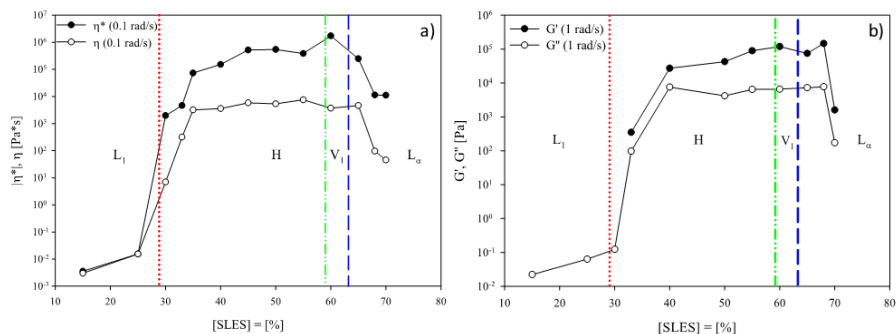 a)
η* (0.1 rad/s)
η (0.1 rad/s)
|η*|, η [Pa*s]
10⁶
10⁵
10⁴
10³
10²
10¹
10⁰
10⁻¹
10⁻²
10⁻³
L₁
H
V₁
Lα
10 20 30 40 50 60 70 80
[SLES] = [%]
b)
G' (1 rad/s)
G'' (1 rad/s)
G', G'' [Pa]
10⁶
10⁵
10⁴
10³
10²
10¹
10⁰
10⁻¹
10⁻²
L₁
H
V₁
Lα
10 20 30 40 50 60 70 80
[SLES] = [%]